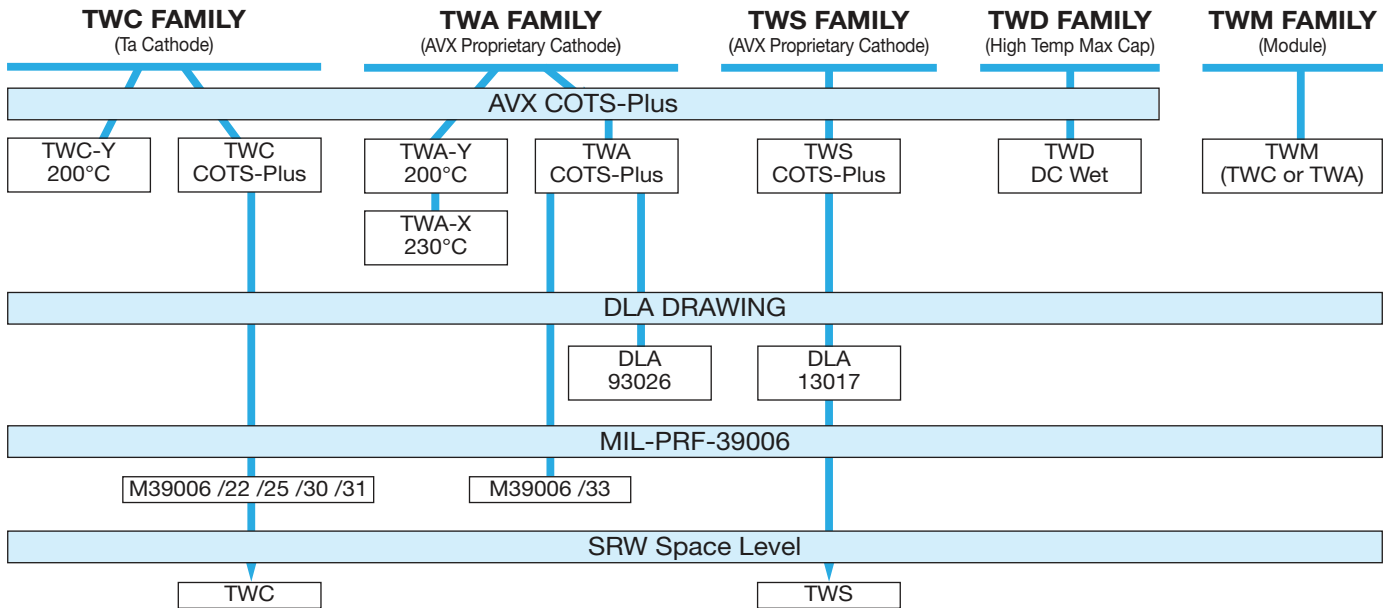 TWC FAMILY
(Ta Cathode)
TWA FAMILY
(AVX Proprietary Cathode)
TWS FAMILY
(AVX Proprietary Cathode)
TWD FAMILY
(High Temp Max Cap)
TWM FAMILY
(Module)
AVX COTS-Plus
TWC-Y
200°C
TWC
COTS-Plus
TWA-Y
200°C
TWA
COTS-Plus
TWS
COTS-Plus
TWD
DC Wet
TWM
(TWC or TWA)
TWA-X
230°C
DLA DRAWING
DLA
93026
DLA
13017
MIL-PRF-39006
M39006 /22 /25 /30 /31
M39006 /33
SRW Space Level
TWC
TWS